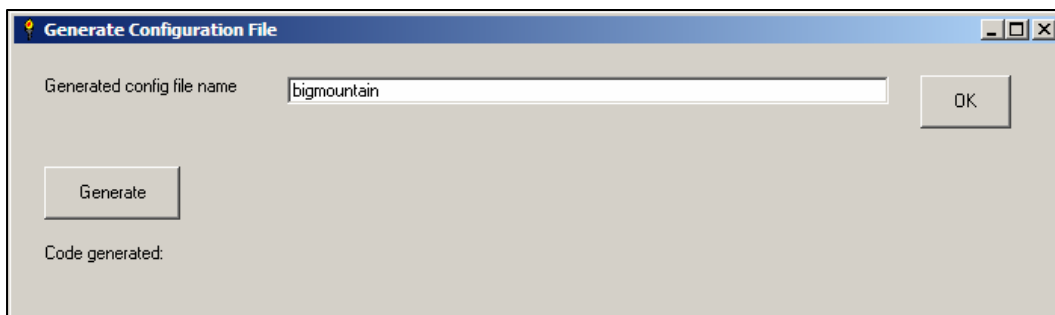 Generate Configuration File
Generated config file name
bigmountain
OK
Generate
Code generated: